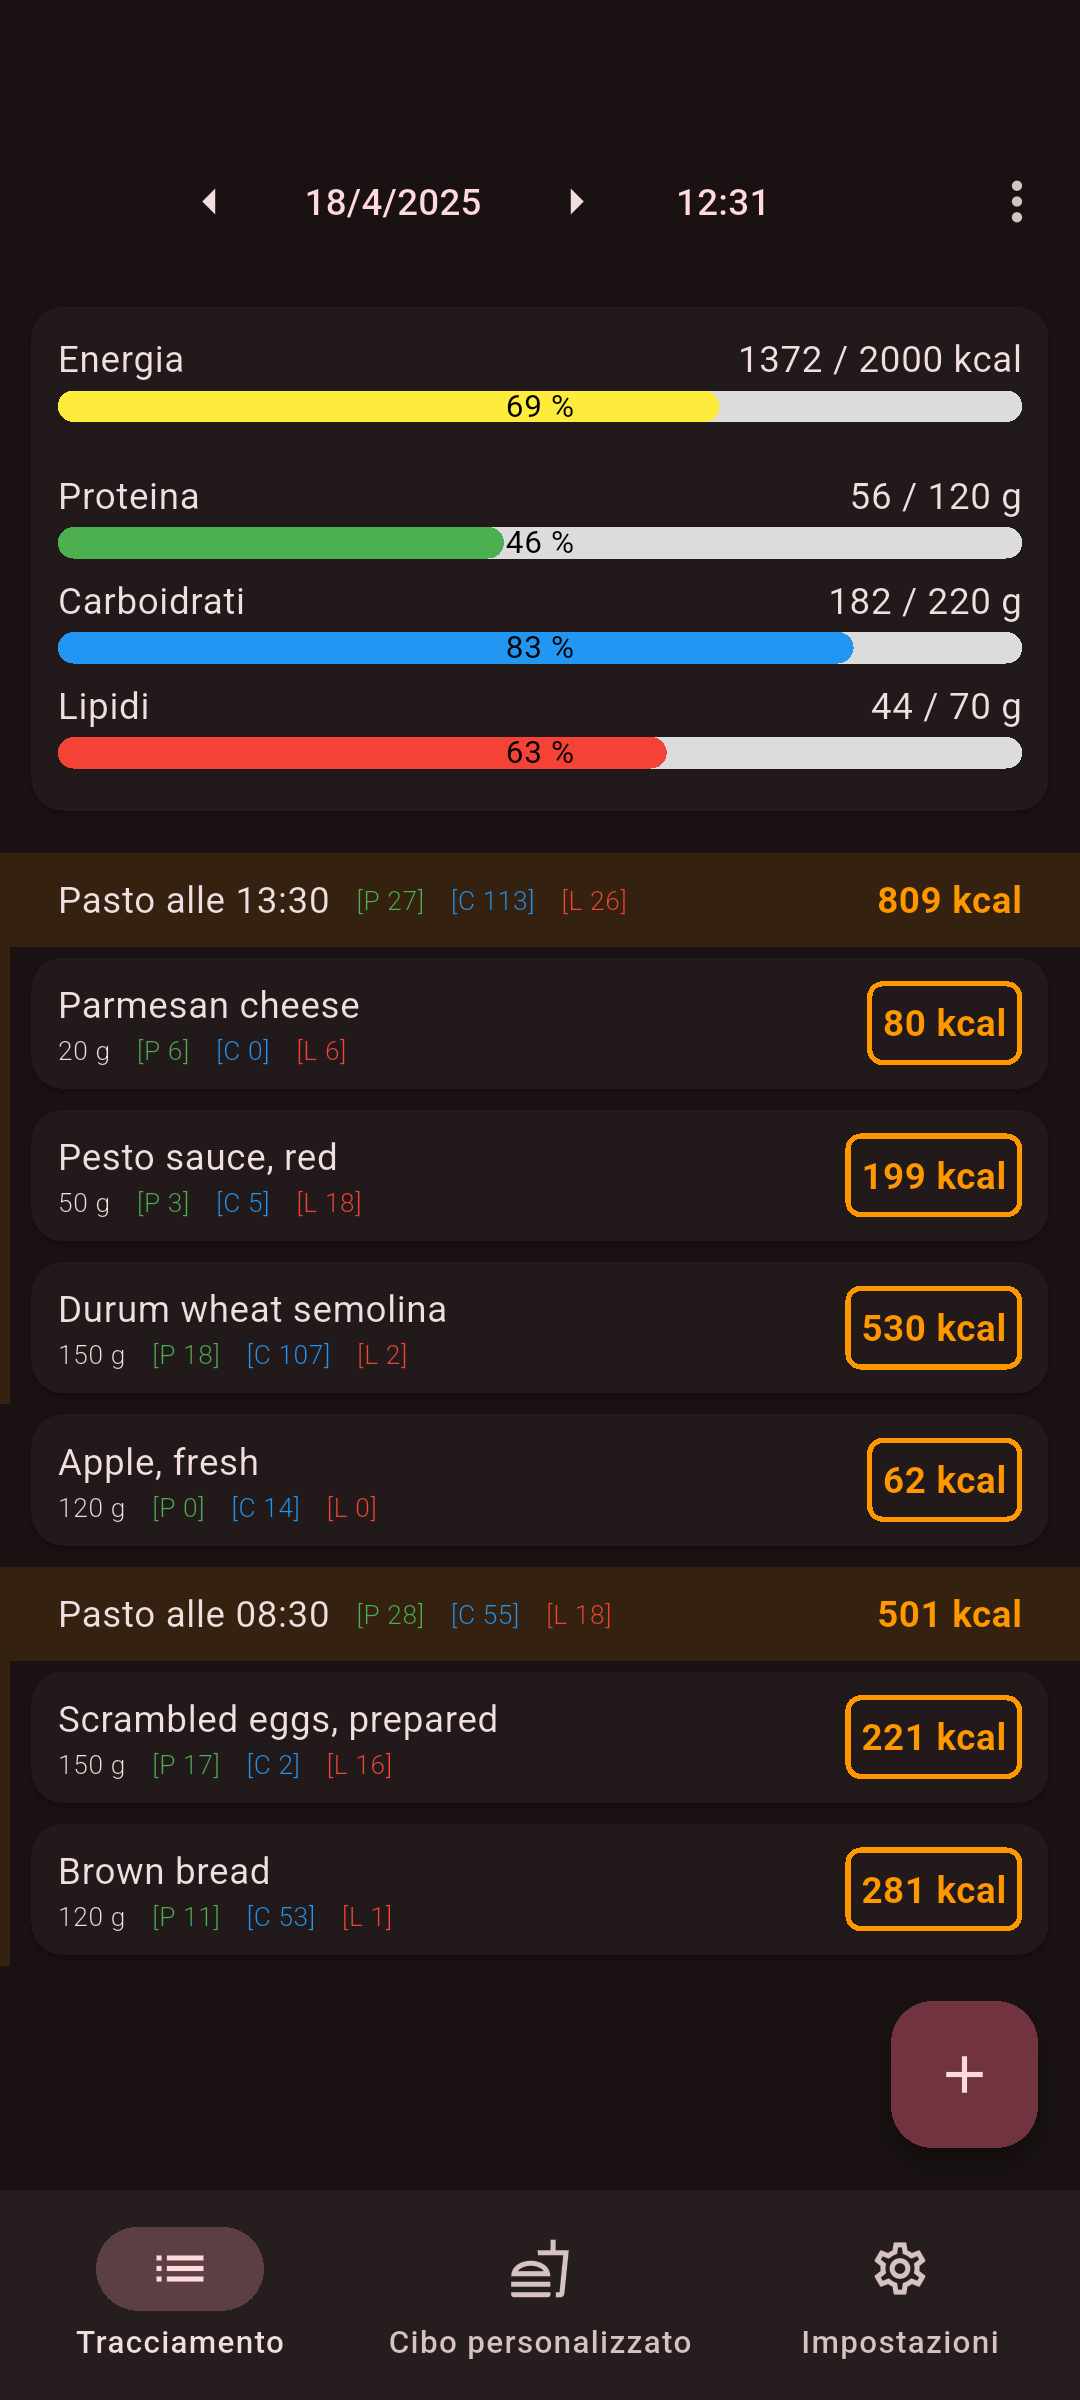 18/4/2025 12:31
Energia 1372 / 2000 kcal
69 %
Proteina 56 / 120 g
46 %
Carboidrati 182 / 220 g
83 %
Lipidi 44 / 70 g
63 %
Pasto alle 13:30 [P 27] [C 113] [L 26] 809 kcal
Parmesan cheese
80 kcal
20 g [P 6] [C 0] [L 6]
Pesto sauce, red
199 kcal
50 g [P 3] [C 5] [L 18]
Durum wheat semolina
530 kcal
150 g [P 18] [C 107] [L 2]
Apple, fresh
62 kcal
120 g [P 0] [C 14] [L 0]
Pasto alle 08:30 [P 28] [C 55] [L 18] 501 kcal
Scrambled eggs, prepared
221 kcal
150 g [P 17] [C 2] [L 16]
Brown bread
281 kcal
120 g [P 11] [C 53] [L 1]
Tracciamento Cibo personalizzato Impostazioni